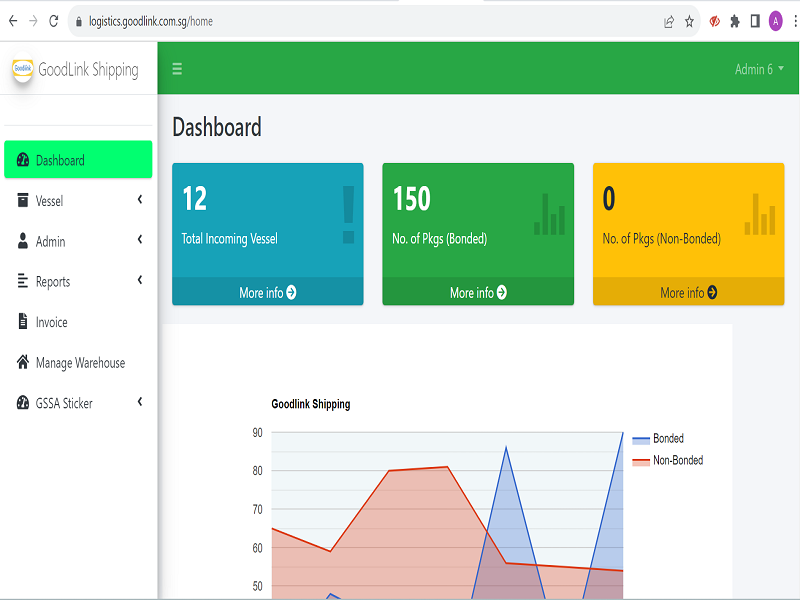 logistics.goodlink.com.sg/home
A
GoodLink
GoodLink Shipping
Admin 6
Dashboard
Dashboard
Vessel
Admin
Reports
Invoice
Manage Warehouse
GSSA Sticker
12
Total Incoming Vessel
More info
150
No. of Pkgs (Bonded)
More info
0
No. of Pkgs (Non-Bonded)
More info
Goodlink Shipping
90
80
70
60
50
Bonded
Non-Bonded